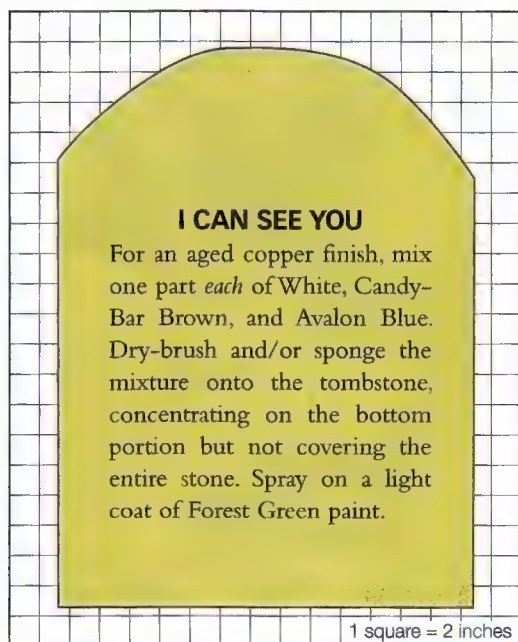 I CAN SEE YOU
For an aged copper finish, mix
one part each of White, Candy-
Bar Brown, and Avalon Blue.
Dry-brush and/or sponge the
mixture onto the tombstone,
concentrating on the bottom
portion but not covering the
entire stone. Spray on a light
coat of Forest Green paint.
1 square = 2 inches